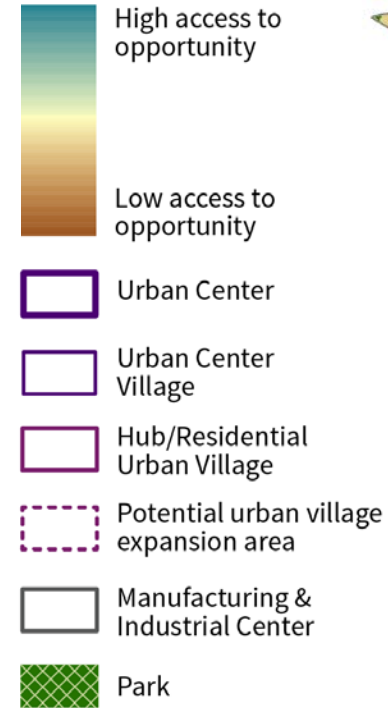 High access to
opportunity
Low access to
opportunity
Urban Center
Urban Center
Village
Hub/Residential
Urban Village
Potential urban village
expansion area
Manufacturing &
Industrial Center
Park